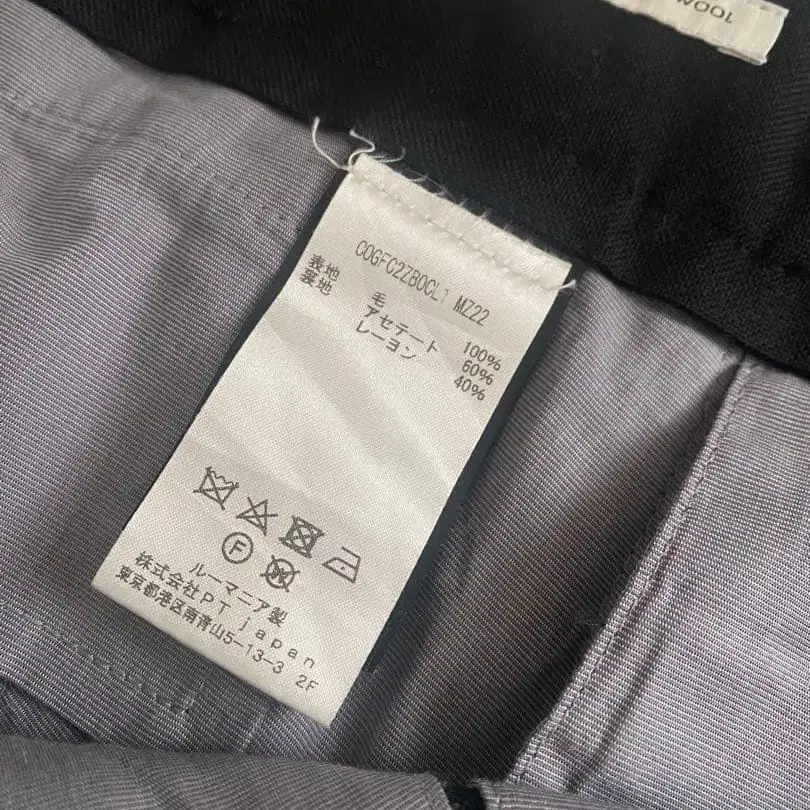 100% WOOL
COGFC2ZBOCL1 MZ22
表地 毛 100%
裏地 アセテート 60%
レーヨン 40%
F
ルーマニア製
株式会社PT japan
東京都港区南青山5-13-3 2F